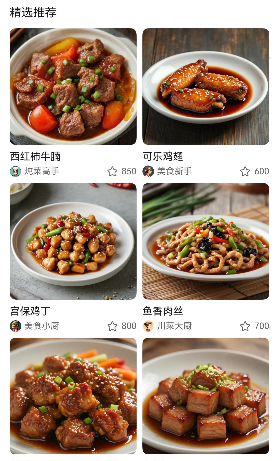 精选推荐
西红柿牛腩
可乐鸡翅
炖菜高手 850
美食新手 600
宫保鸡丁
鱼香肉丝
美食小厨 800
川菜大厨 700